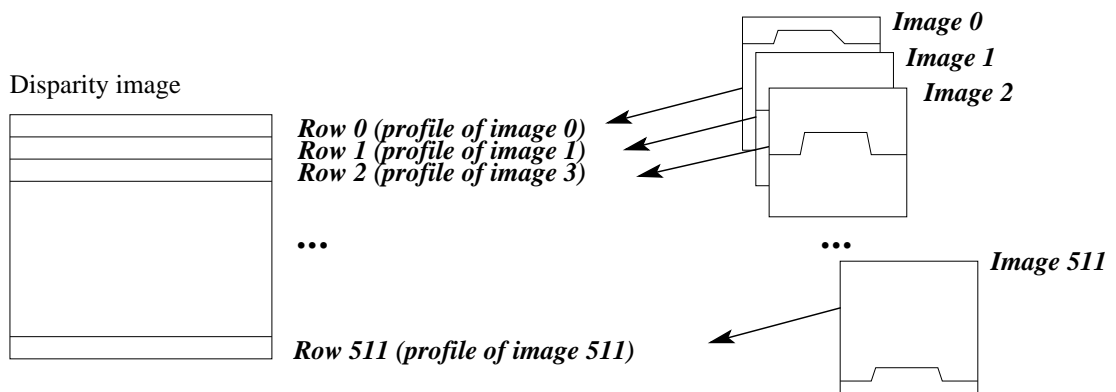 Image 0
Image 1
Disparity image
Image 2
Row 0 (profile of image 0)
Row 1 (profile of image 1)
Row 2 (profile of image 3)
...
...
Image 511
Row 511 (profile of image 511)